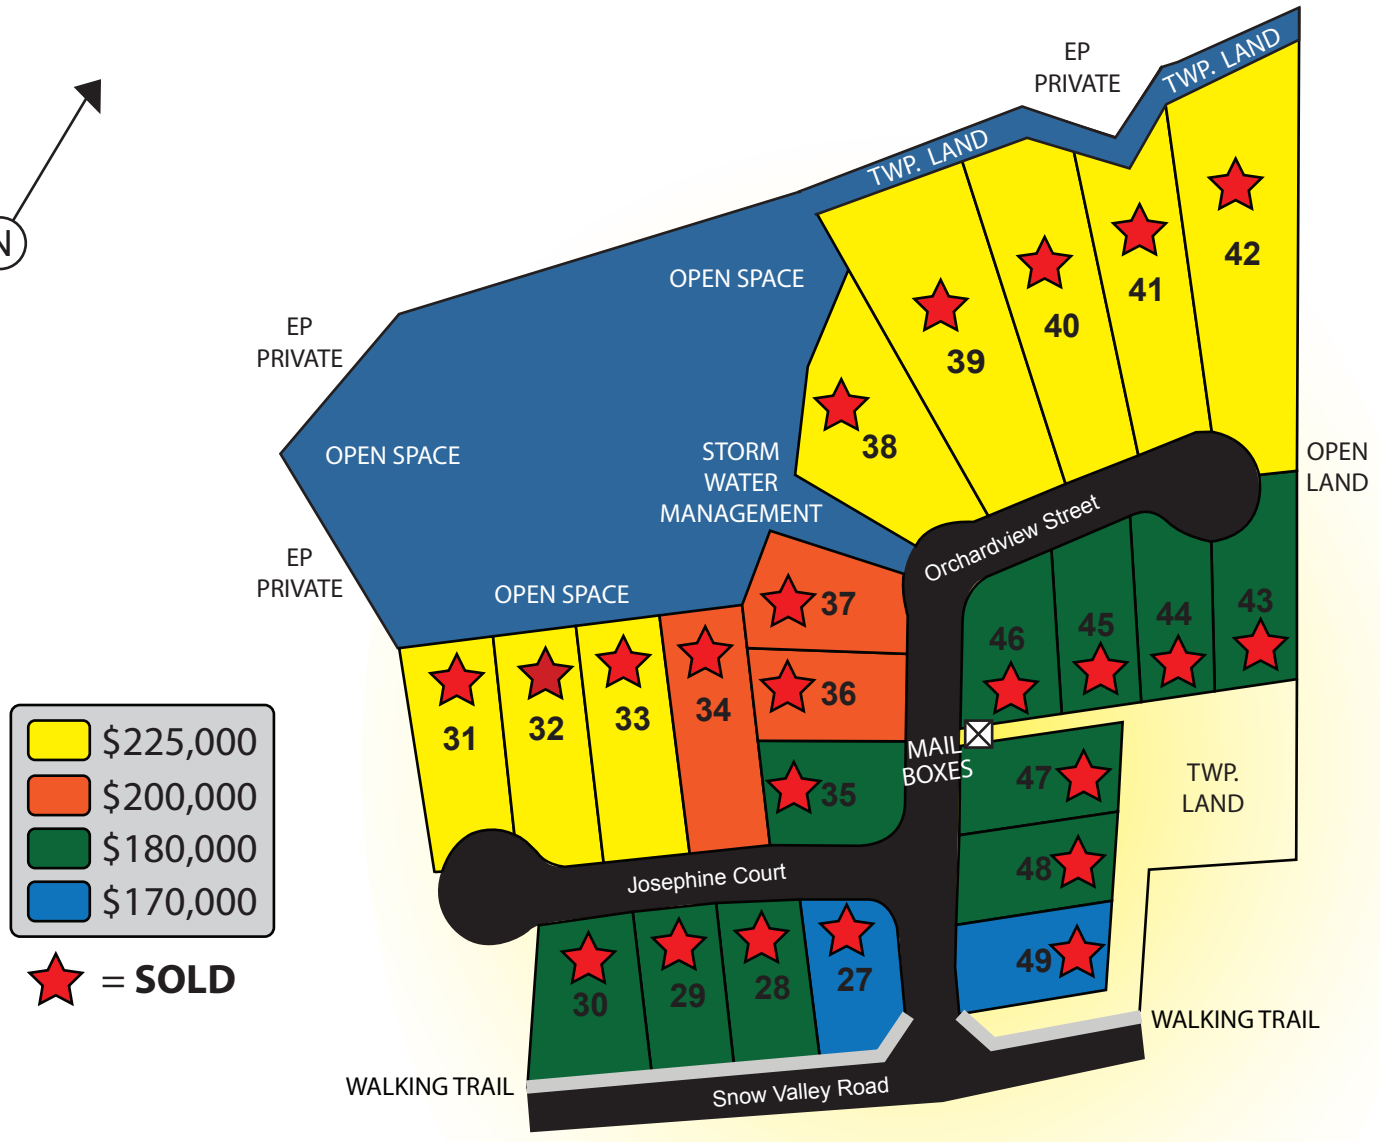 EP
PRIVATE
TWP. LAND
TWP. LAND
N
OPEN SPACE
EP
PRIVATE
OPEN SPACE
STORM
WATER
MANAGEMENT
OPEN
LAND
EP
PRIVATE
OPEN SPACE
42
41
40
39
38
Orchardview Street
37
36
35
34
33
32
31
43
44
45
46
MAIL
BOXES
47
48
49
TWP.
LAND
Josephine Court
30
29
28
27
$225,000
$200,000
$180,000
$170,000
= SOLD
WALKING TRAIL
WALKING TRAIL
Snow Valley Road